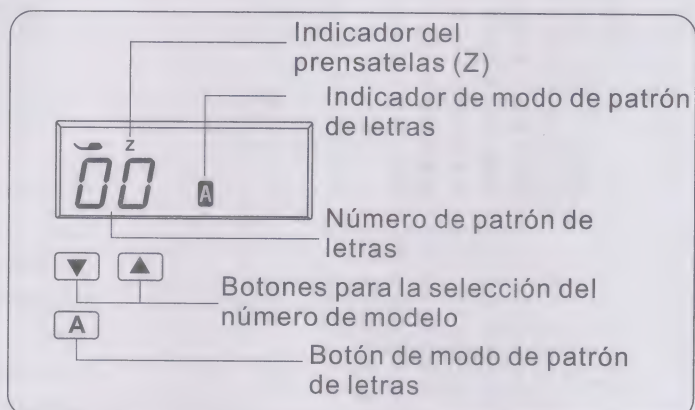 Indicador del
prensatelas (Z)
Indicador de modo de patrón
de letras
Z
00
A
Número de patrón de
letras
Botones para la selección del
número de modelo
A
Botón de modo de patrón
de letras